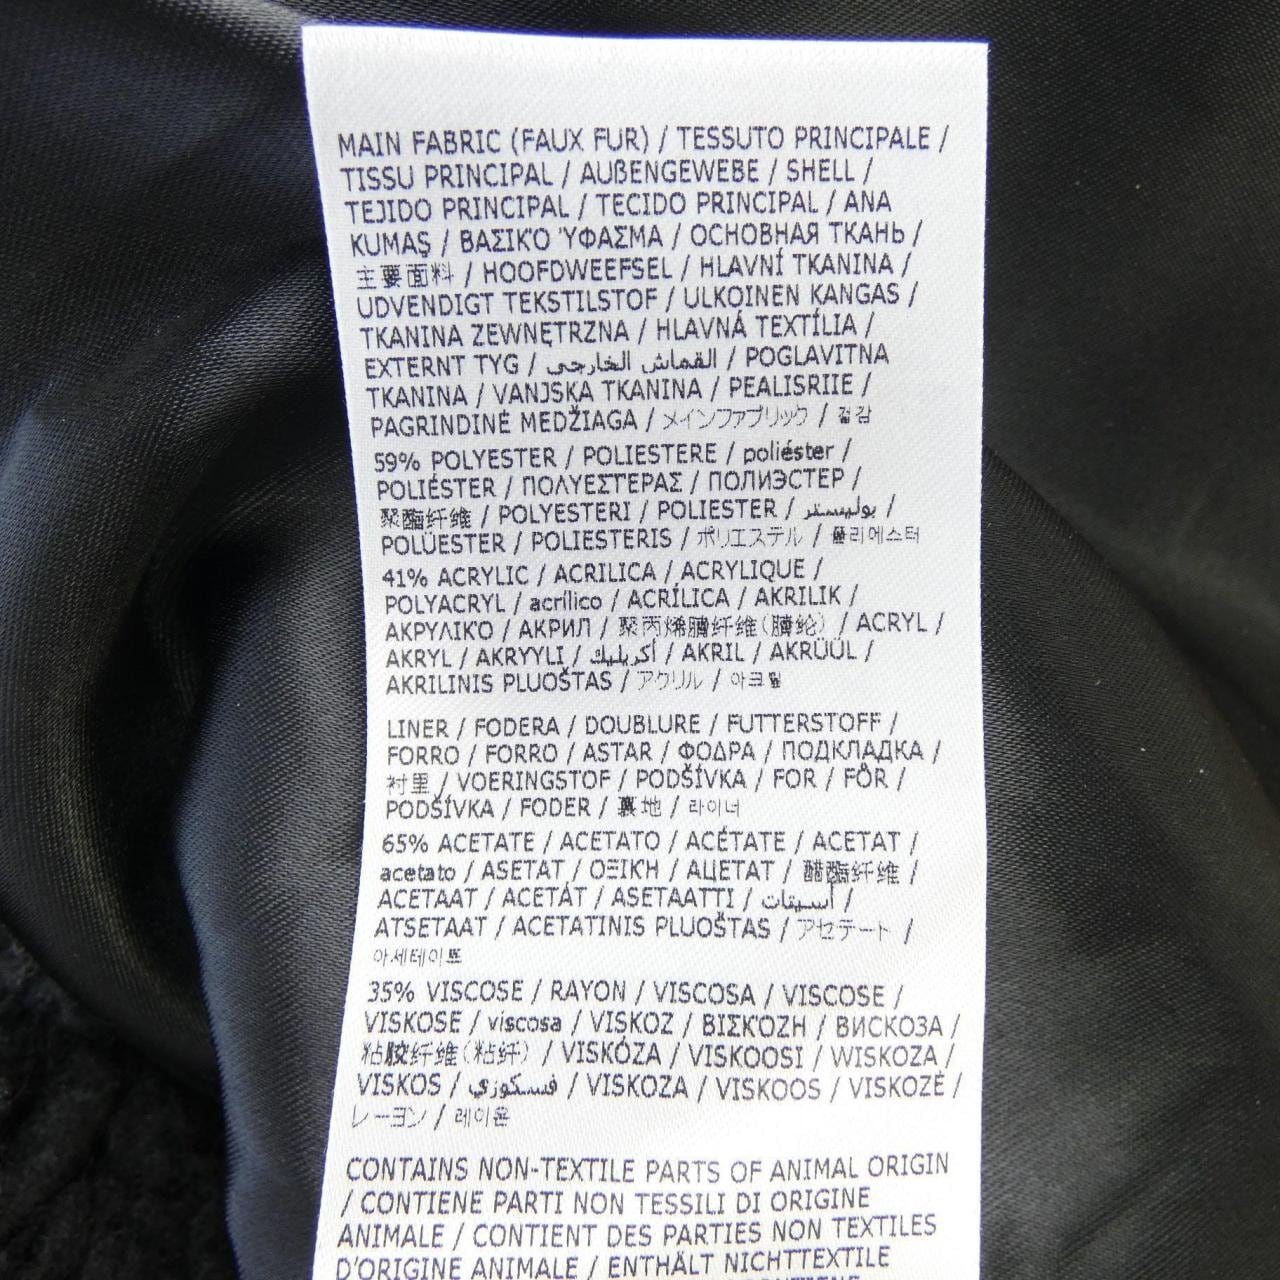 MAIN FABRIC (FAUX FUR) / TESSUTO PRINCIPALE /
TISSU PRINCIPAL / AUßENGEWEBE / SHELL /
TEJIDO PRINCIPAL / TECIDO PRINCIPAL / ANA
KUMAŞ / ΒΑΣΙΚΌ ΎΦΑΣΜΑ / ОСНОВНАЯ ТКАНЬ /
主要面料 / HOOFDWEEFSEL / HLAVNÍ TKANINA /
UDVENDIGT TEKSTILSTOF / ULKOINEN KANGAS /
TKANINA ZEWNĘTRZNA / HLAVNÁ TEXTÍLIA /
EXTERNT TYG / القماش الخارجي / POGLAVITNA
TKANINA / VANJSKA TKANINA / PEALISRIIE /
PAGRINDINĖ MEDŽIAGA / メインファブリック / 겉감
59% POLYESTER / POLIESTERE / poliéster /
POLIÉSTER / ΠΟΛΥΕΣΤΕΡΑΣ / ПОЛИЭСТЕР /
聚酯纤维 / POLYESTERI / POLIESTER / بوليستر /
POLÜESTER / POLIESTERIS / ポリエステル / 폴리에스터
41% ACRYLIC / ACRILICA / ACRYLIQUE /
POLYACRYL / acrílico / ACRÍLICA / AKRILIK /
ΑΚΡΥΛΙΚΌ / АКРИЛ / 聚丙烯腈纤维(腈纶) / ACRYL /
AKRYL / AKRYYLI / أكريليك / AKRIL / AKRÜÜL /
AKRILINIS PLUOŠTAS / アクリル / 아크릴
LINER / FODERA / DOUBLURE / FUTTERSTOFF /
FORRO / FORRO / ASTAR / ΦΟΔΡΑ / ПОДКЛАДКА /
衬里 / VOERINGSTOF / PODŠÍVKA / FOR / FÔR /
PODŠÍVKA / FODER / 裏地 / 라이너
65% ACETATE / ACETATO / ACÉTATE / ACETAT /
acetato / ASETAT / ΟΞΙΚΉ / АЦЕТАТ / 醋酯纤维 /
ACETAAT / ACETÁT / ASETAATTI / أسيتات /
ATSETAAT / ACETATINIS PLUOŠTAS / アセテート /
아세테이트
35% VISCOSE / RAYON / VISCOSA / VISCOSE /
VISKOSE / viscosa / VISKOZ / ΒΙΣΚΌΖΗ / ВИСКОЗА /
粘胶纤维(粘纤) / VISKÓZA / VISKOOSI / WISKOZA /
VISKOS / فسكوزي / VISKOZA / VISKOOS / VISKOZĖ /
レーヨン / 레이온
CONTAINS NON-TEXTILE PARTS OF ANIMAL ORIGIN
/ CONTIENE PARTI NON TESSILI DI ORIGINE
ANIMALE / CONTIENT DES PARTIES NON TEXTILES
D'ORIGINE ANIMALE / ENTHÄLT NICHTTEXTILE